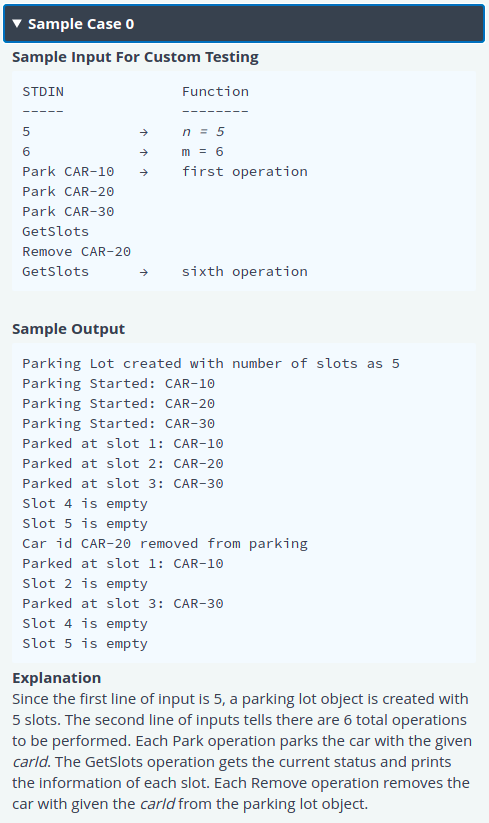 ▼ Sample Case 0
Sample Input For Custom Testing
STDIN Function
----- --------
5 → n = 5
6 → m = 6
Park CAR-10 → first operation
Park CAR-20
Park CAR-30
GetSlots
Remove CAR-20
GetSlots → sixth operation
Sample Output
Parking Lot created with number of slots as 5
Parking Started: CAR-10
Parking Started: CAR-20
Parking Started: CAR-30
Parked at slot 1: CAR-10
Parked at slot 2: CAR-20
Parked at slot 3: CAR-30
Slot 4 is empty
Slot 5 is empty
Car id CAR-20 removed from parking
Parked at slot 1: CAR-10
Slot 2 is empty
Parked at slot 3: CAR-30
Slot 4 is empty
Slot 5 is empty
Explanation
Since the first line of input is 5, a parking lot object is created with
5 slots. The second line of inputs tells there are 6 total operations
to be performed. Each Park operation parks the car with the given
carId. The GetSlots operation gets the current status and prints
the information of each slot. Each Remove operation removes the
car with given the carId from the parking lot object.